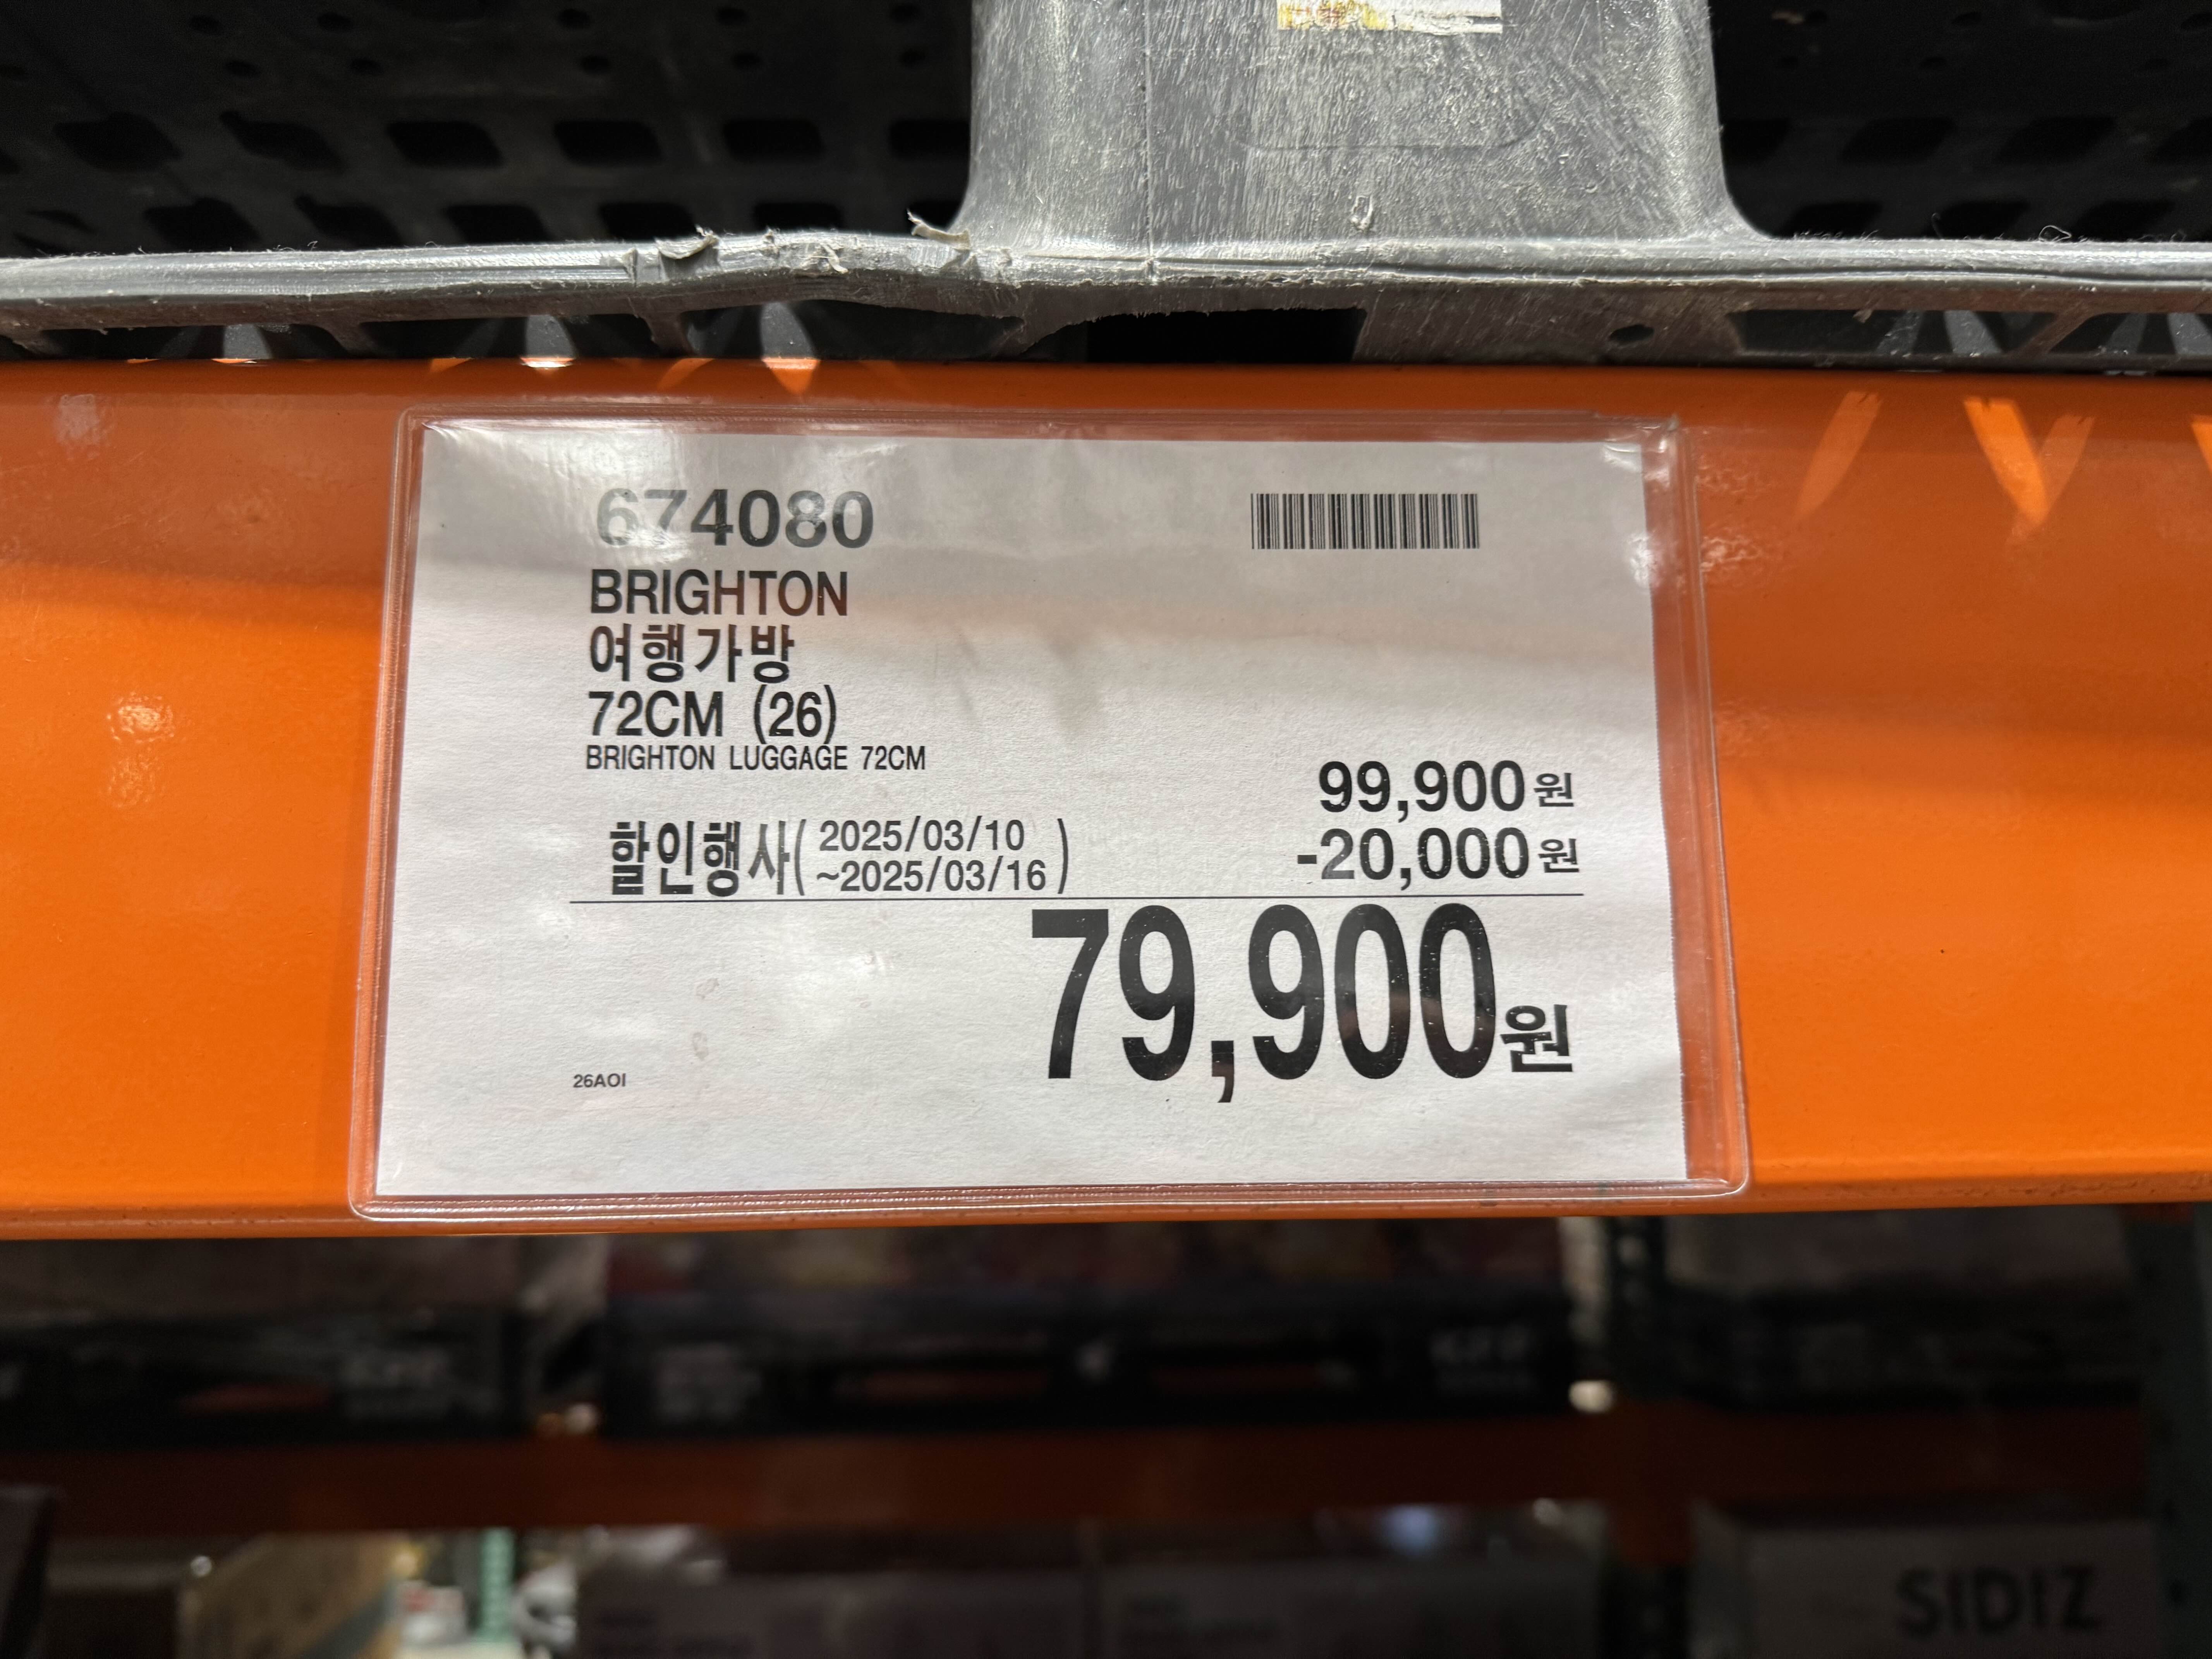 674080
BRIGHTON
여행가방
72CM (26)
BRIGHTON LUGGAGE 72CM
99,900원
할인행사( 2025/03/10
~2025/03/16 )
-20,000원
79,900원
26AOI
SIDIZ